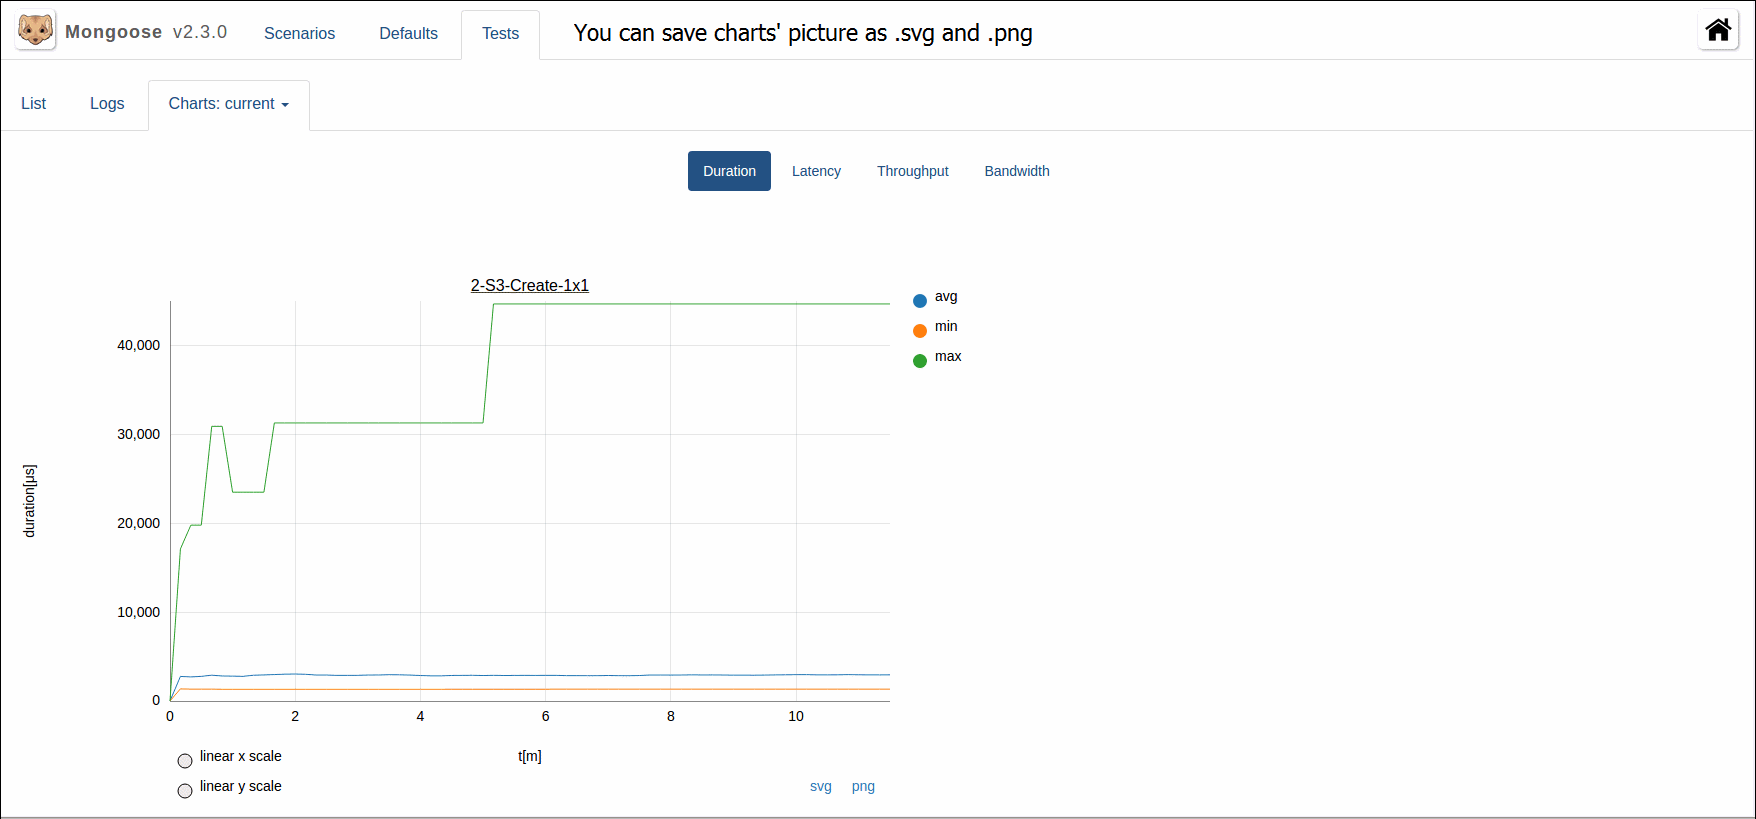 Mongoose v2.3.0 Scenarios Defaults Tests You can save charts' picture as .svg and .png
List Logs Charts: current
Duration Latency Throughput Bandwidth
2-S3-Create-1x1
avg
min
max
40,000
30,000
20,000
10,000
0
duration[μs]
0 2 4 6 8 10
linear x scale t[m]
linear y scale svg png